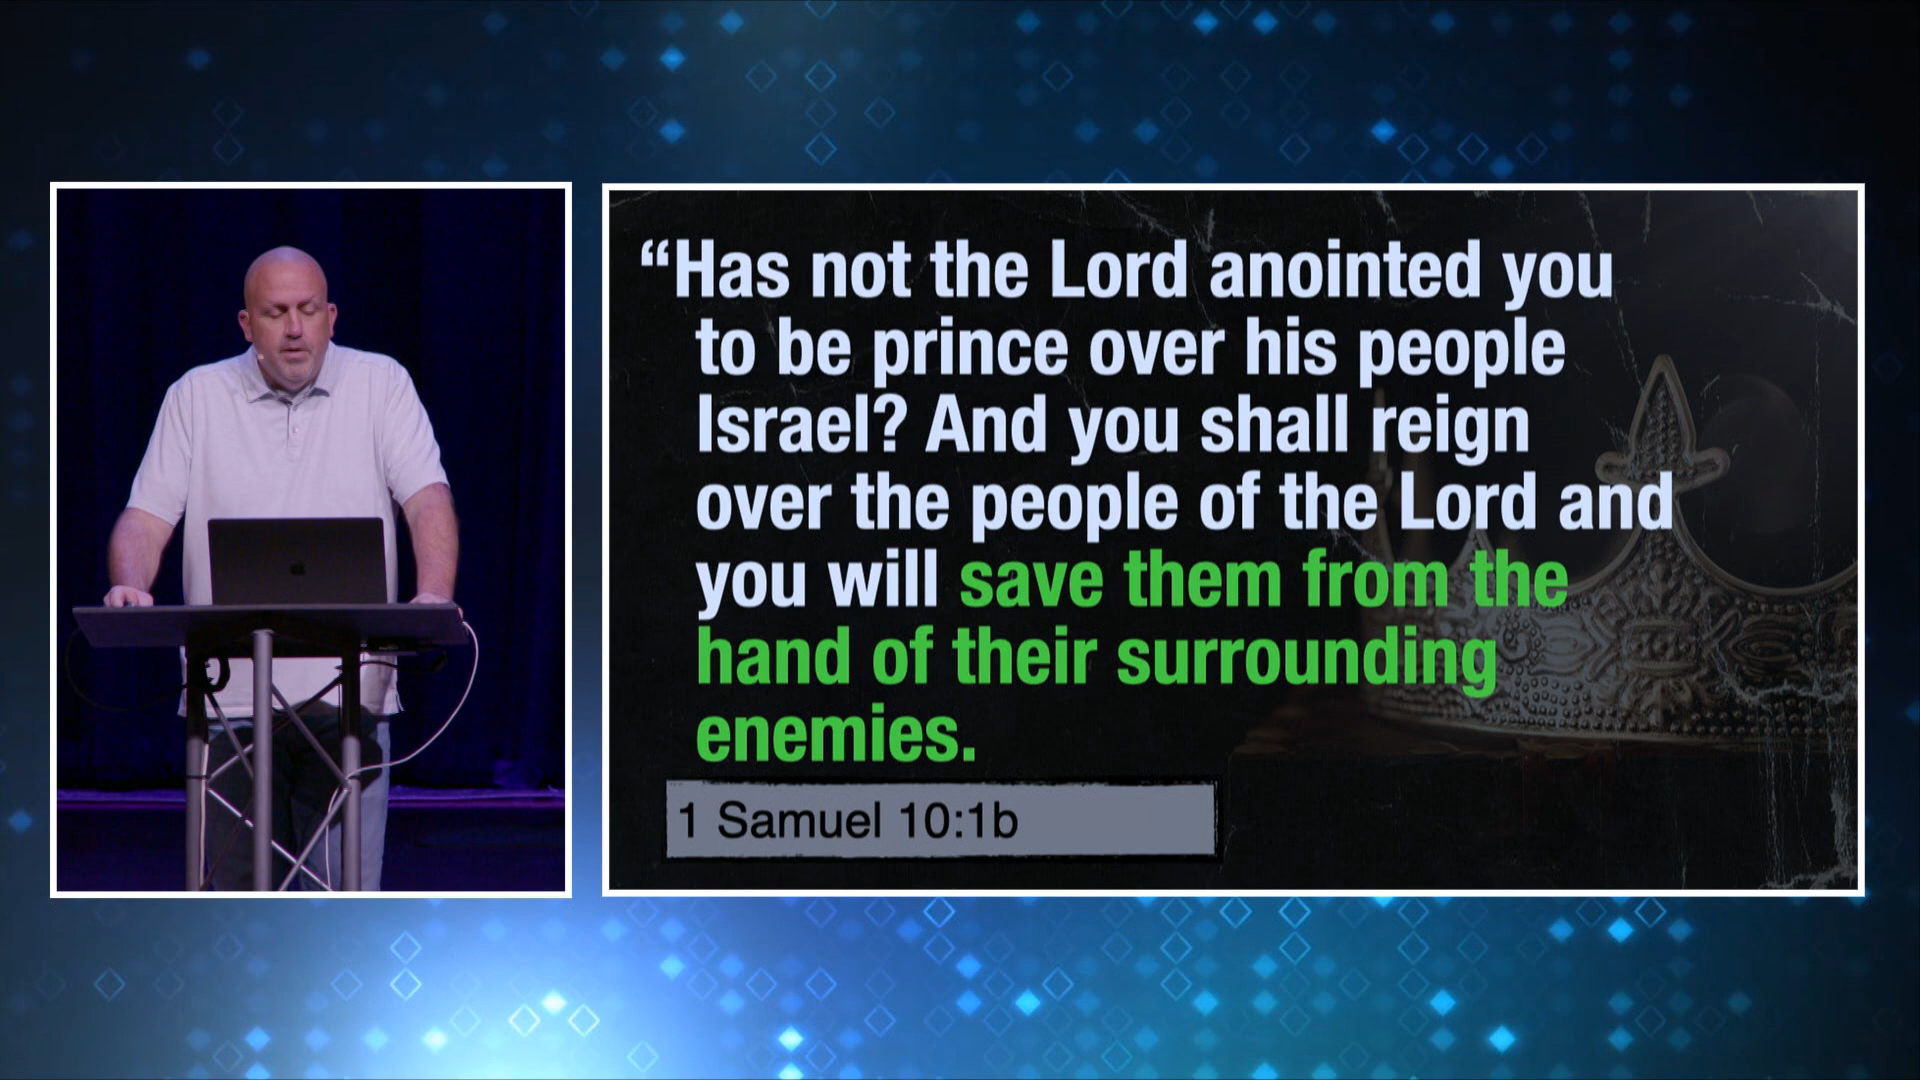 “Has not the Lord anointed you
to be prince over his people
Israel? And you shall reign
over the people of the Lord and
you will save them from the
hand of their surrounding
enemies.
1 Samuel 10:1b